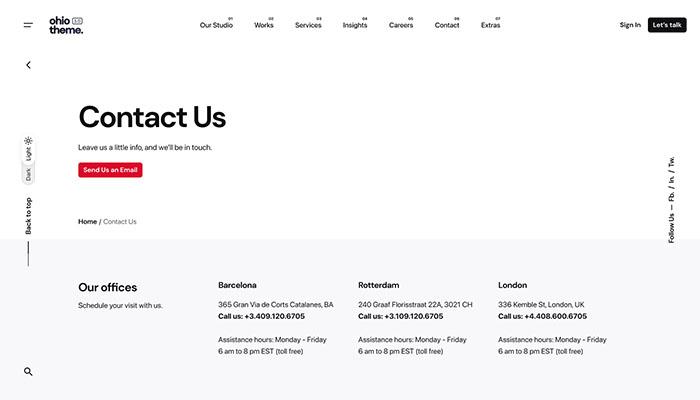 ohio
theme.
01 02 03 04 05 06 07
Our Studio Works Services Insights Careers Contact Extras
Sign In Let's talk
Contact Us
Leave us a little info, and we'll be in touch.
Send Us an Email
Light
Dark
Back to top
Follow Us — Fb. / In. / Tw.
Home / Contact Us
Our offices
Schedule your visit with us.
Barcelona
365 Gran Via de Corts Catalanes, BA
Call us: +3.409.120.6705
Assistance hours: Monday - Friday
6 am to 8 pm EST (toll free)
Rotterdam
240 Graaf Florisstraat 22A, 3021 CH
Call us: +3.109.120.6705
Assistance hours: Monday - Friday
6 am to 8 pm EST (toll free)
London
336 Kemble St, London, UK
Call us: +4.408.600.6705
Assistance hours: Monday - Friday
6 am to 8 pm EST (toll free)